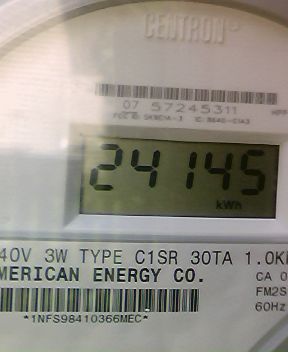 CENTRON
07 57245311
24145
kWh
40V 3W TYPE C1SR 30TA 1.0K
MERICAN ENERGY CO.
CA 0
FM2S
60Hz
*1NFS98410366MEC*